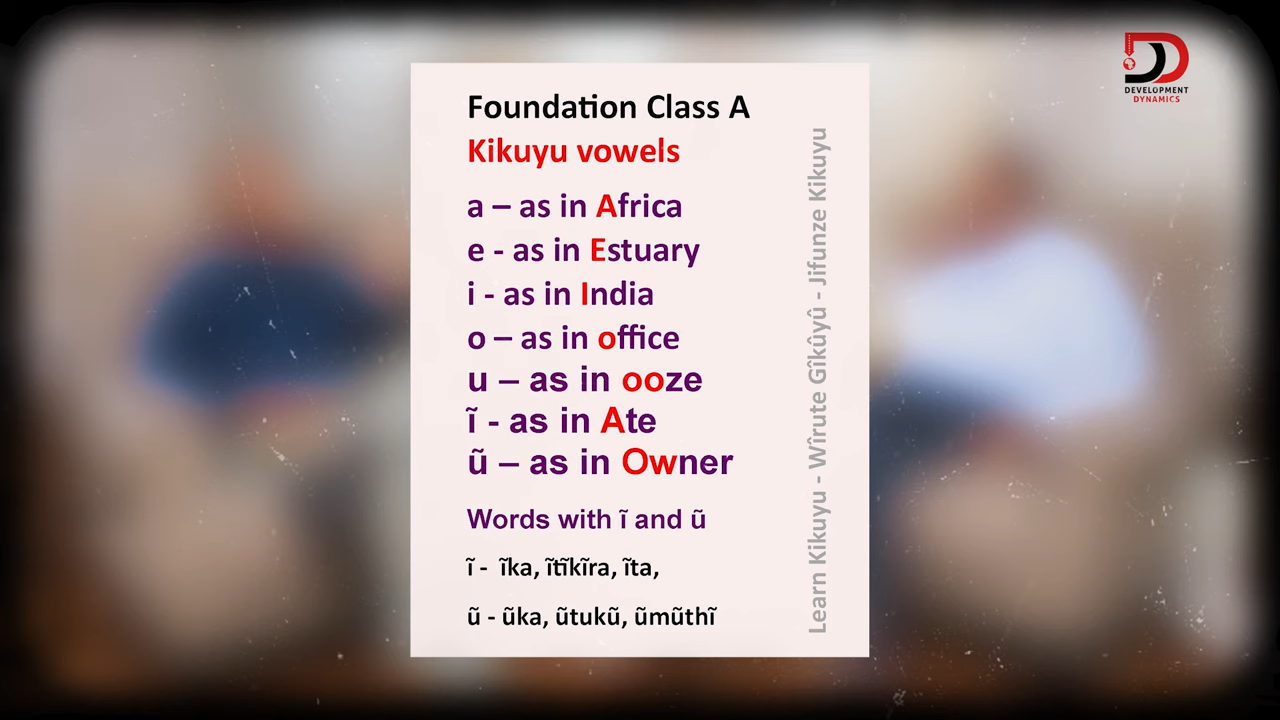 Foundation Class A
Kikuyu vowels
a – as in Africa
e - as in Estuary
i - as in India
o – as in office
u – as in ooze
ĩ - as in Ate
ũ – as in Owner
Words with ĩ and ũ
ĩ - ĩka, ĩtĩkĩra, ĩta,
ũ - ũka, ũtukũ, ũmũthĩ
Learn Kikuyu - Wîrute Gîkûyû - Jifunze Kikuyu
DEVELOPMENT
DYNAMICS